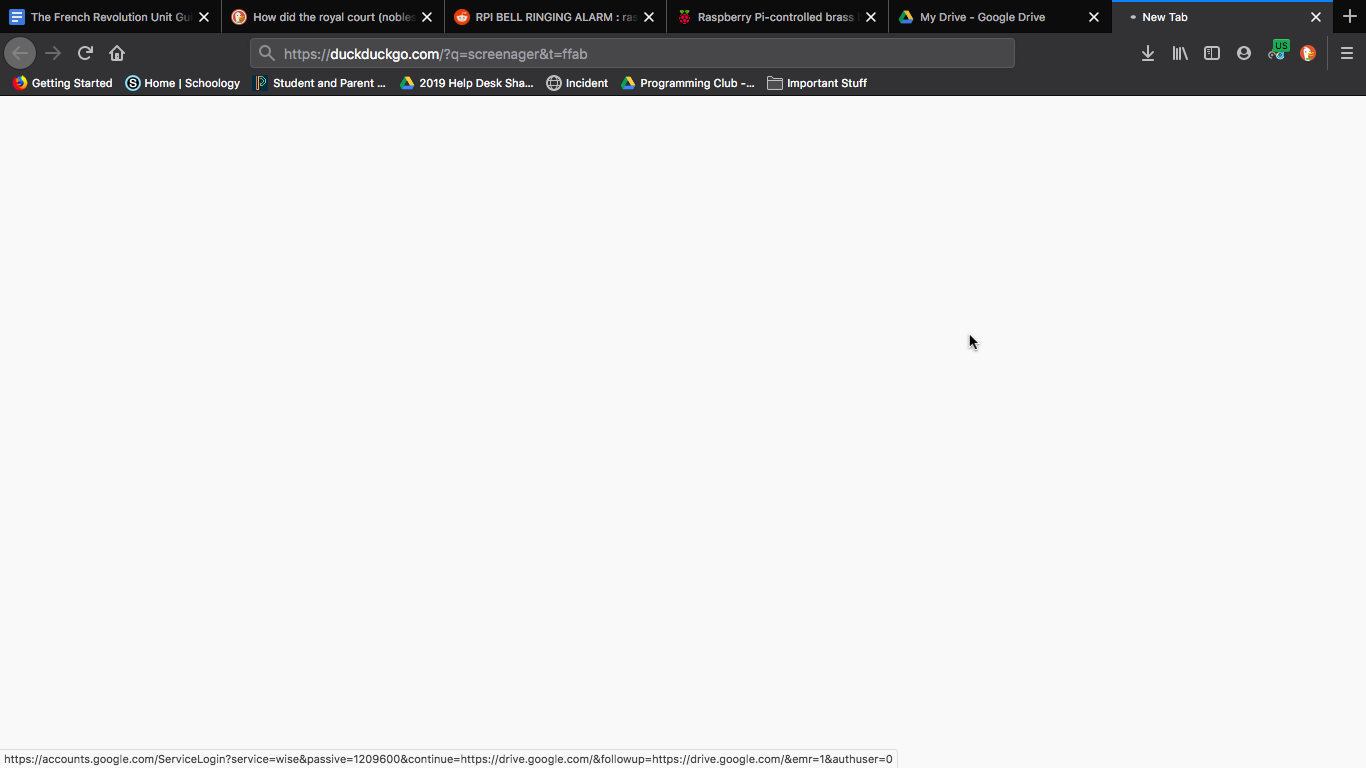 The French Revolution Unit Gui
How did the royal court (nobles
RPI BELL RINGING ALARM : ras
Raspberry Pi-controlled brass
My Drive - Google Drive
New Tab
https://duckduckgo.com/?q=screenager&t=ffab
US
Getting Started
Home | Schoology
Student and Parent ...
2019 Help Desk Sha...
Incident
Programming Club -...
Important Stuff
https://accounts.google.com/ServiceLogin?service=wise&passive=1209600&continue=https://drive.google.com/&followup=https://drive.google.com/&emr=1&authuser=0